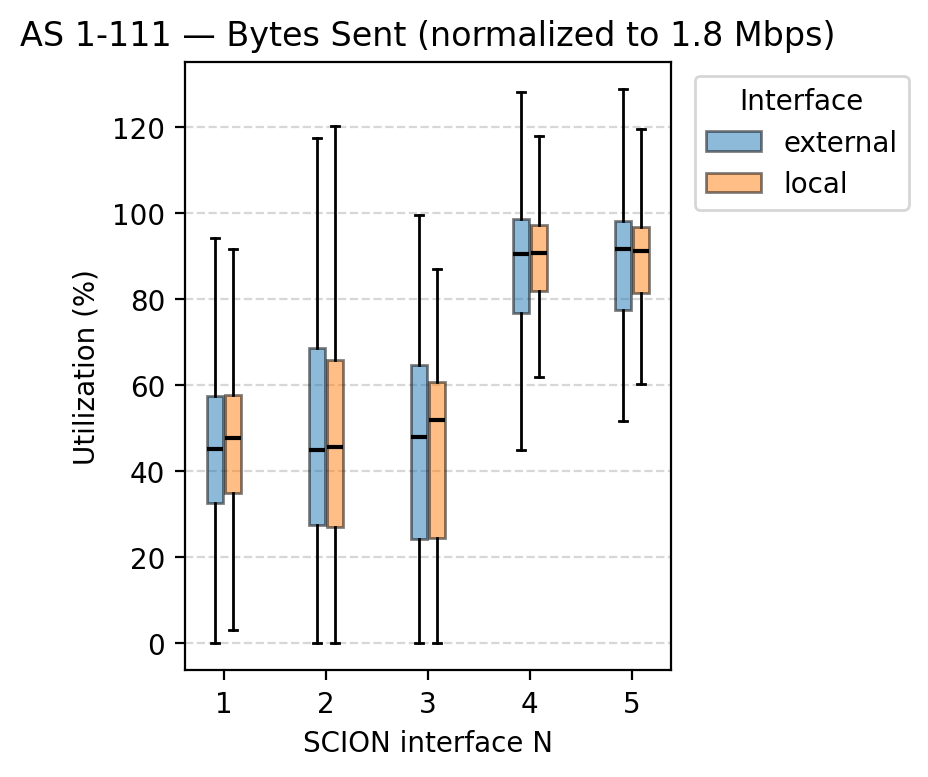 AS 1-111 — Bytes Sent (normalized to 1.8 Mbps)
Interface
external
local
Utilization (%)
120
100
80
60
40
20
0
1 2 3 4 5
SCION interface N